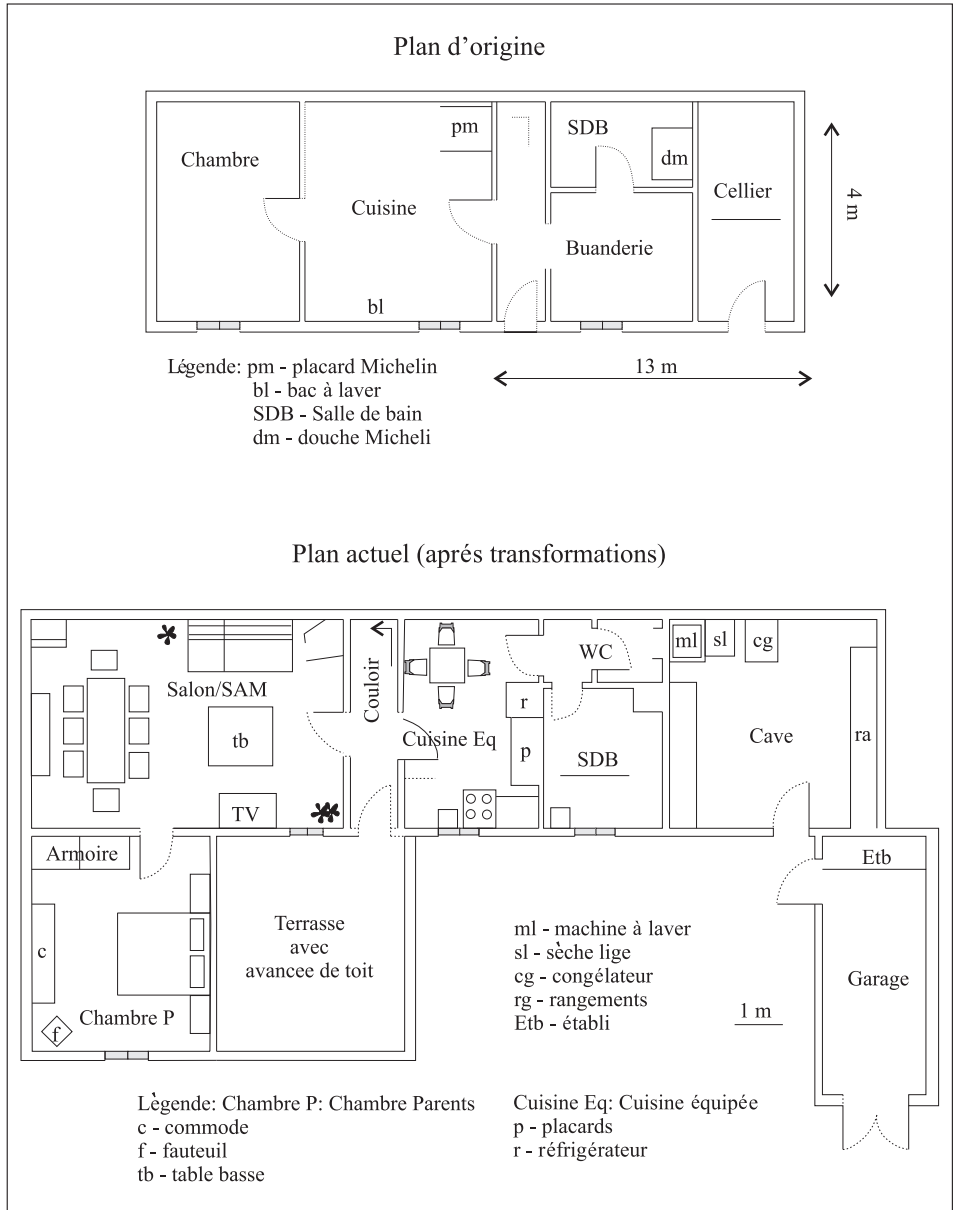 Plan d’origine
Chambre
Cuisine
pm
SDB
dm
Cellier
Buanderie
bl
4 m
13 m
Légende: pm - placard Michelin
bl - bac à laver
SDB - Salle de bain
dm - douche Micheli
Plan actuel (aprés transformations)
Salon/SAM
tb
TV
Couloir
Cuisine Eq
r
p
WC
SDB
ml
sl
cg
Cave
ra
Armoire
c
f
Chambre P
Terrasse
avec
avancee de toit
Etb
Garage
ml - machine à laver
sl - sèche lige
cg - congélateur
rg - rangements
Etb - établi
1 m
Lègende: Chambre P: Chambre Parents
c - commode
f - fauteuil
tb - table basse
Cuisine Eq: Cuisine équipée
p - placards
r - réfrigérateur